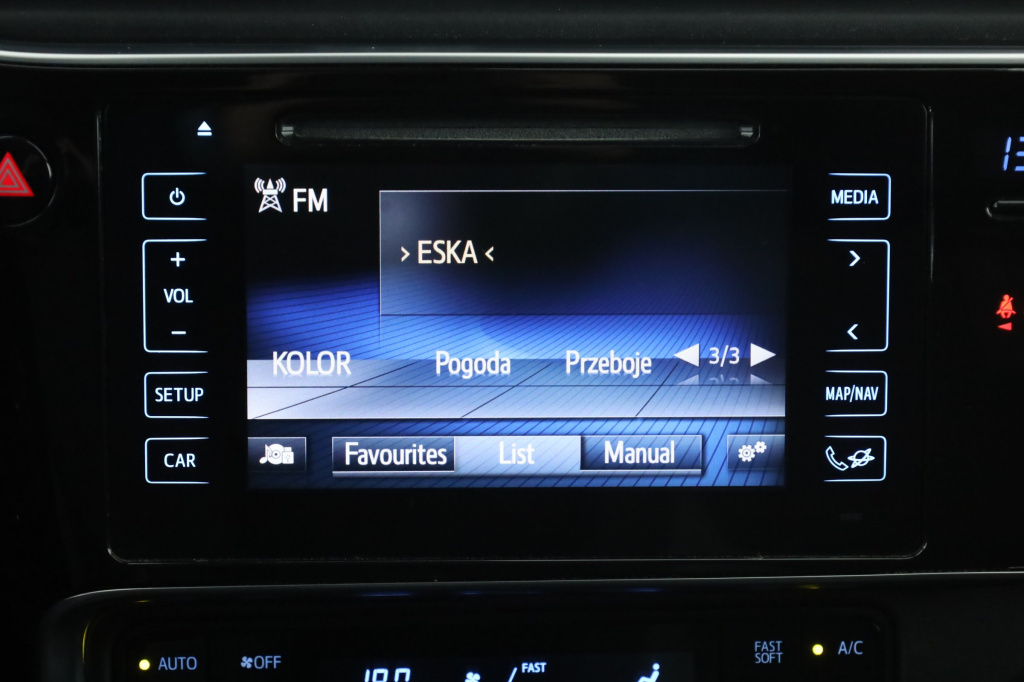 FM
MEDIA
> ESKA <
+
VOL
-
>
<
KOLOR Pogoda Przeboje 3/3
SETUP
MAP/NAV
CAR
Favourites List Manual
AUTO
OFF
FAST
FAST
SOFT
A/C